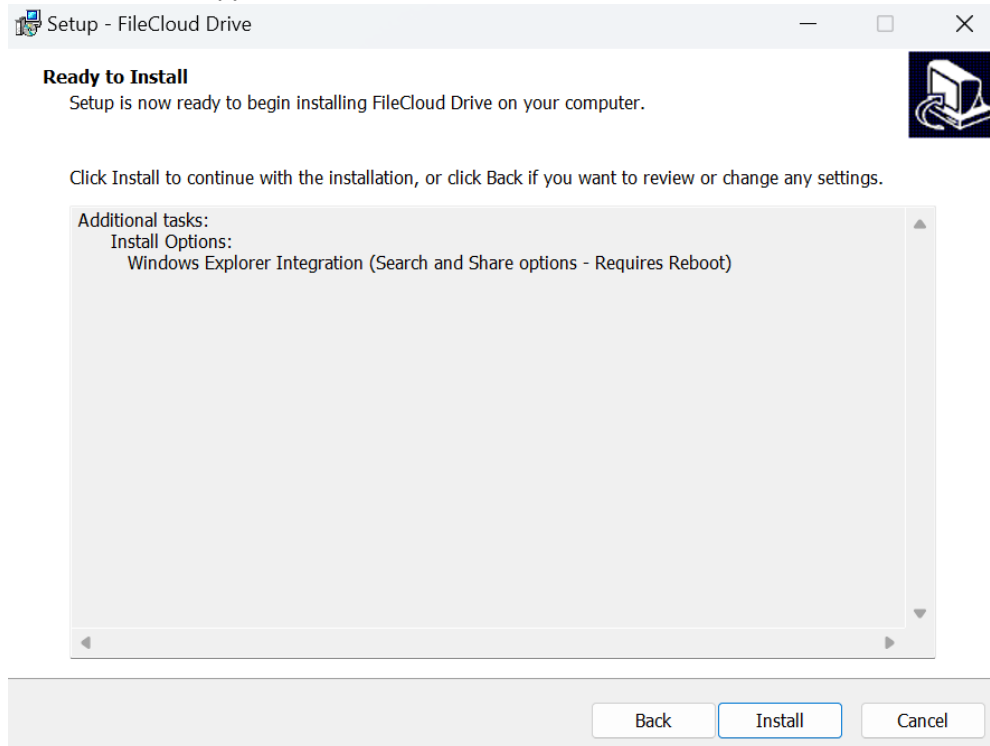 Setup - FileCloud Drive
Ready to Install
Setup is now ready to begin installing FileCloud Drive on your computer.
Click Install to continue with the installation, or click Back if you want to review or change any settings.
Additional tasks:
Install Options:
Windows Explorer Integration (Search and Share options - Requires Reboot)
Back
Install
Cancel